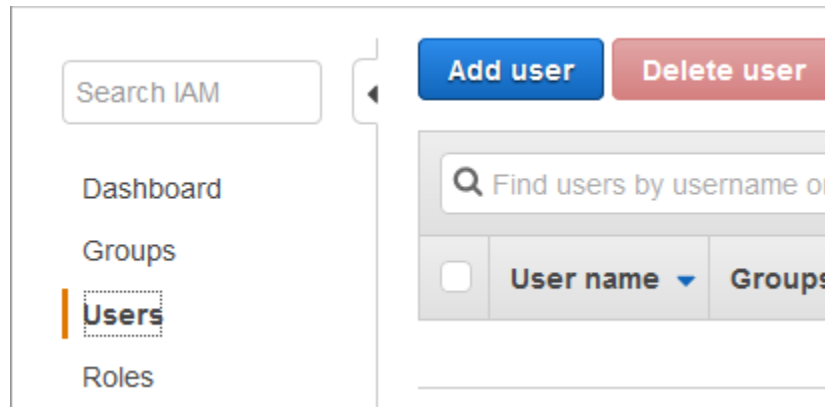 Search IAM
Dashboard
Groups
Users
Roles
Add user Delete user
Find users by username o
User name Groups